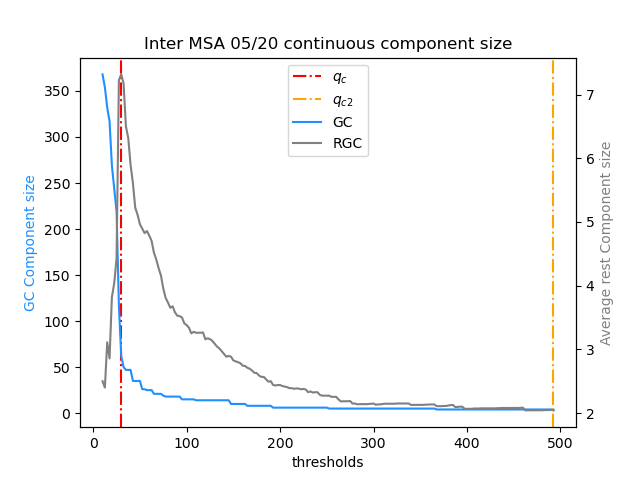 Inter MSA 05/20 continuous component size
q_c
q_c2
GC
RGC
GC Component size
350
300
250
200
150
100
50
0
7
6
5
4
3
2
Average rest Component size
0 100 200 300 400 500
thresholds